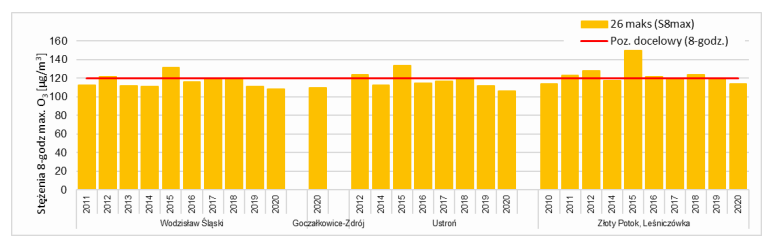 26 maks (S8max)
Poz. docelowy (8-godz.)
Stężenia 8-godz max. O3 [µg/m³]
160
140
120
100
80
60
40
20
0
2011 2012 2013 2014 2015 2016 2017 2018 2019 2020 2020 2012 2014 2015 2016 2017 2018 2019 2020 2010 2011 2012 2014 2015 2016 2017 2018 2019 2020
Wodzisław Śląski Goczałkowice-Zdrój Ustroń Złoty Potok, Leśniczówka